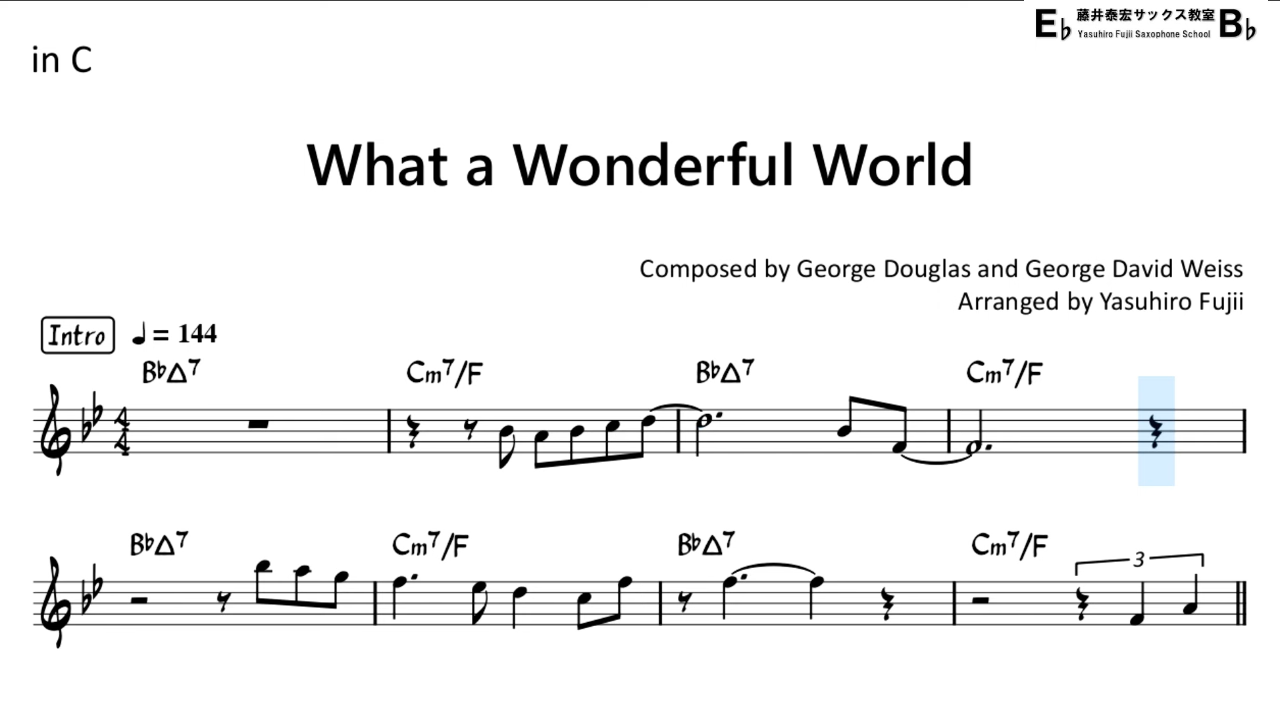 E♭ 藤井泰宏サックス教室 B♭
Yasuhiro Fujii Saxophone School
in C
What a Wonderful World
Composed by George Douglas and George David Weiss
Arranged by Yasuhiro Fujii
Intro ♩= 144
B♭△7 Cm7/F B♭△7 Cm7/F
4
4
B♭△7 Cm7/F B♭△7 Cm7/F
3